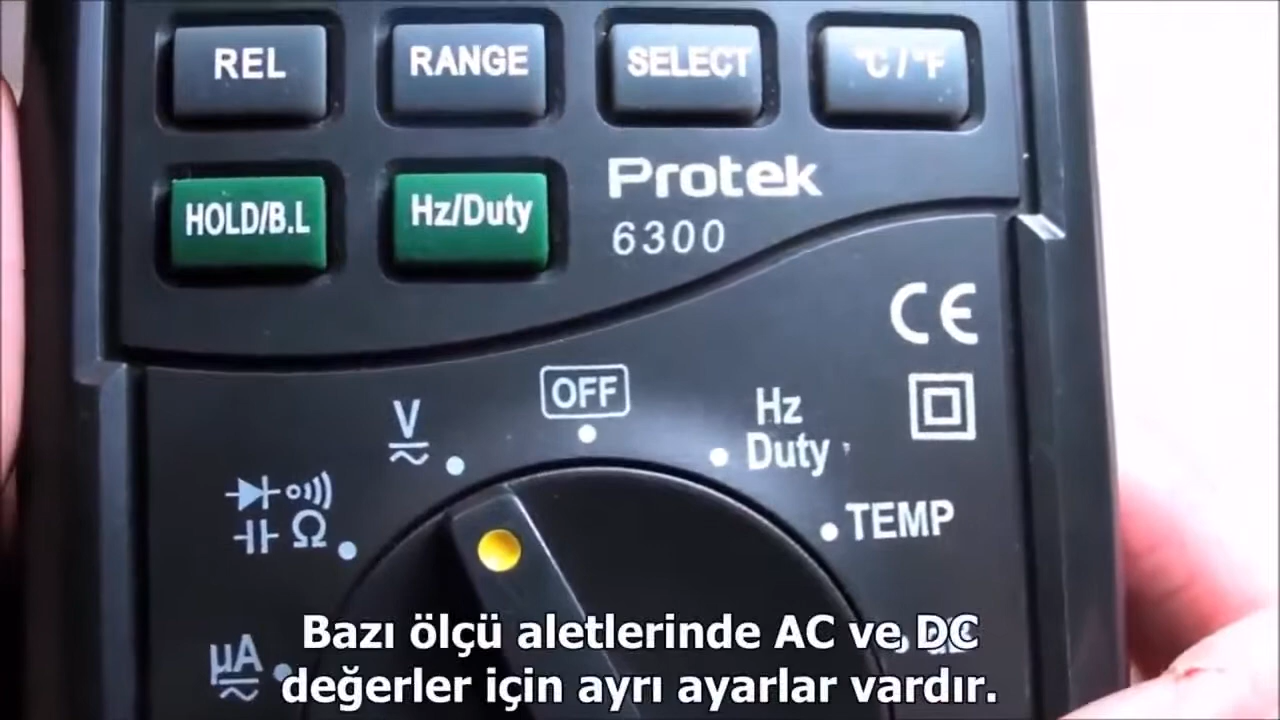 REL RANGE SELECT °C/°F
HOLD/B.L Hz/Duty Protek
6300
CE
OFF
V
Hz
Duty
Ω
TEMP
µA
Bazı ölçü aletlerinde AC ve DC
değerler için ayrı ayarlar vardır.